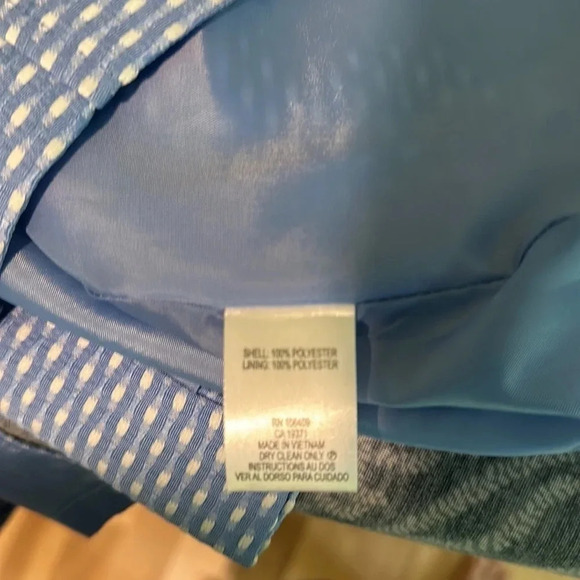 SHELL: 100% POLYESTER
LINING: 100% POLYESTER
RN 106409
CA 19371
MADE IN VIETNAM
DRY CLEAN ONLY Ⓟ
INSTRUCTIONS AU DOS
VER AL DORSO PARA CUIDADO